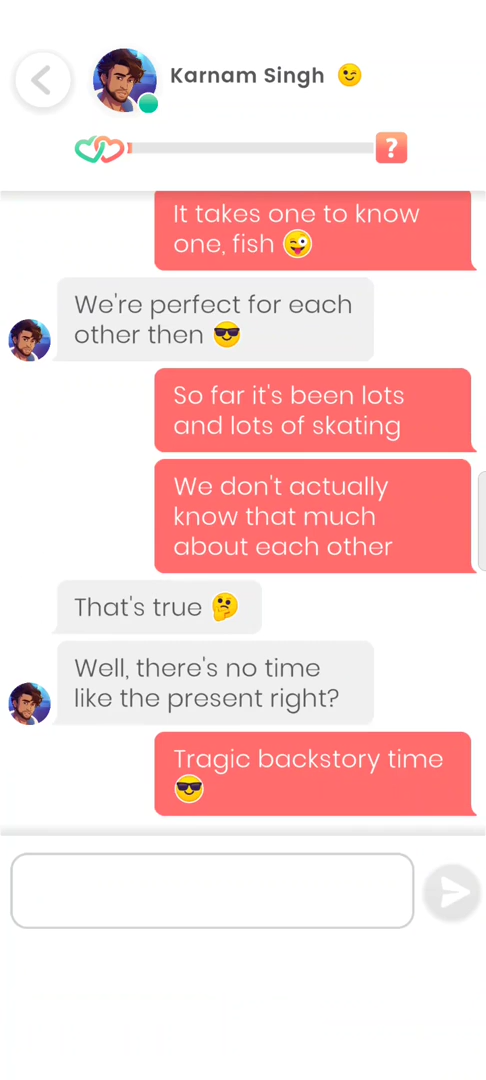 Karnam Singh 😉
?
It takes one to know
one, fish 😜
We're perfect for each
other then 😎
So far it's been lots
and lots of skating
We don't actually
know that much
about each other
That's true 🤔
Well, there's no time
like the present right?
Tragic backstory time
😎